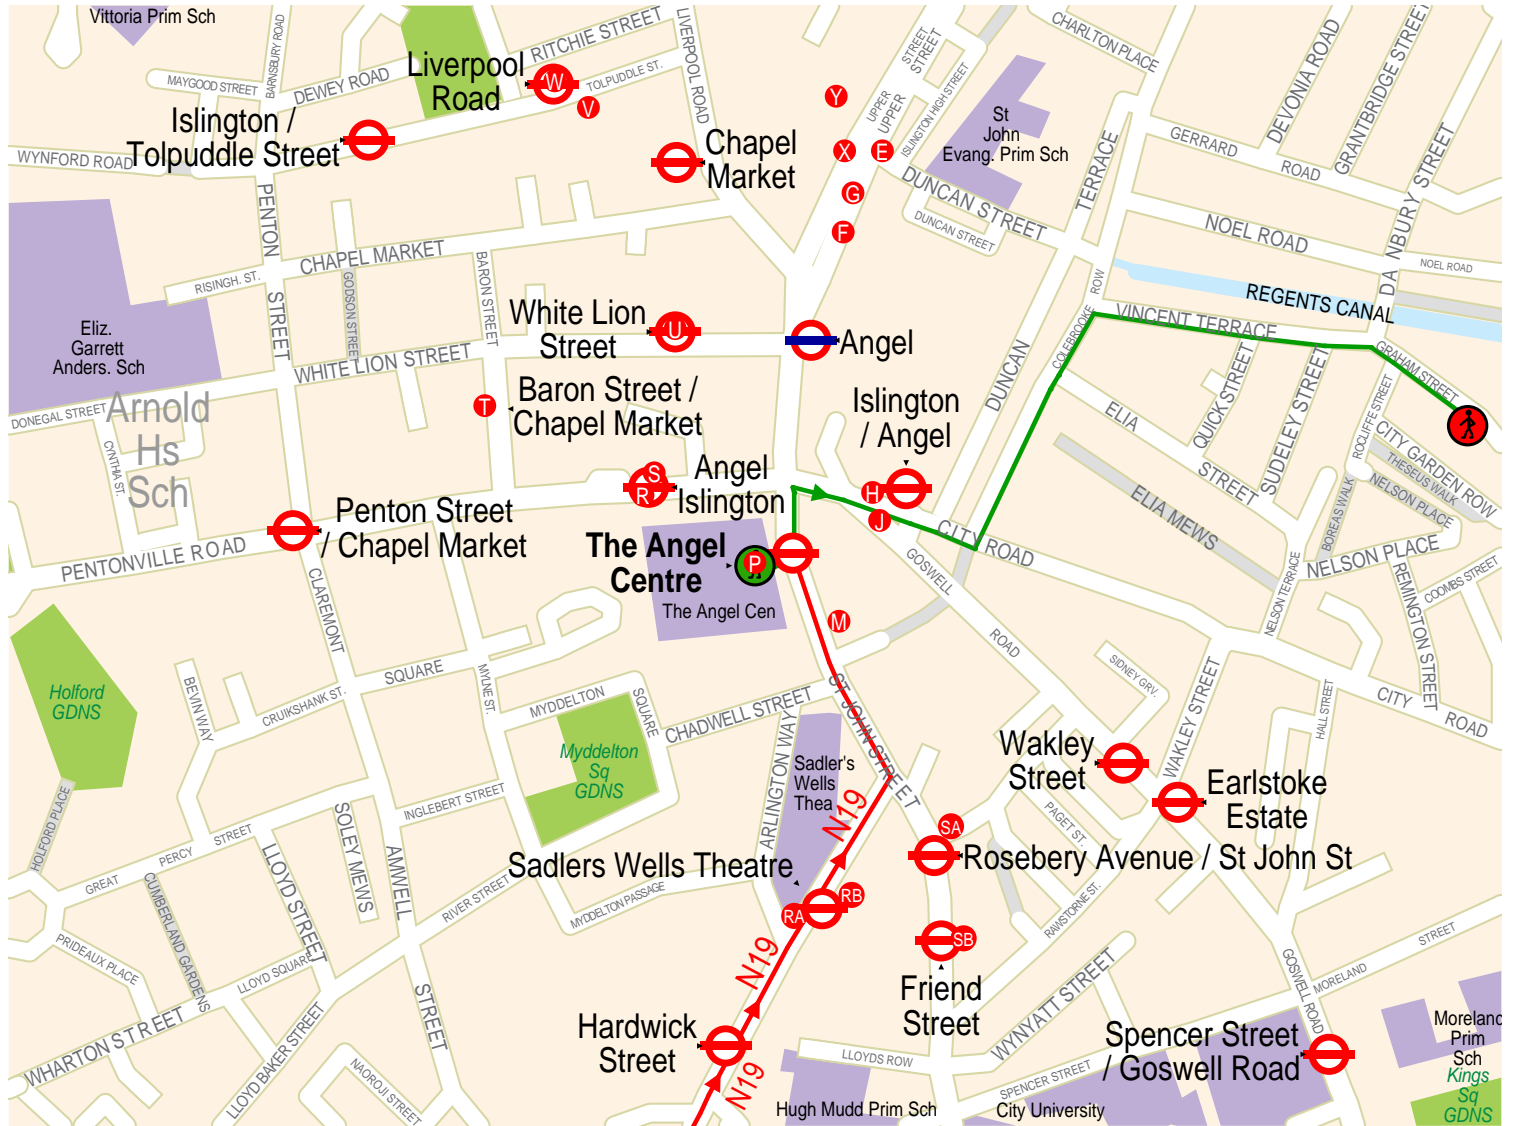 Vittoria Prim Sch
BARNSBURY ROAD
MAYGOOD STREET
DEWEY ROAD
RITCHIE STREET
LIVERPOOL ROAD
TOLPUDDLE ST.
Liverpool
Road
W
V
Islington /
Tolpuddle Street
WYNFORD ROAD
Chapel
Market
Y
X
E
G
F
UPPER
STREET
UPPER
STREET
ISLINGTON HIGH STREET
St
John
Evang. Prim Sch
CHARLTON PLACE
DEVONIA ROAD
GRANTBRIDGE STREET
GERRARD
ROAD
TERRACE
DUNCAN STREET
DUNCAN STREET
NOEL ROAD
NOEL ROAD
DA NBURY STREET
REGENTS CANAL
PENTON
STREET
CHAPEL MARKET
RISINGH. ST.
GODSON STREET
BARON STREET
Eliz.
Garrett
Anders. Sch
White Lion
Street
U
Angel
WHITE LION STREET
DONEGAL STREET
Arnold
Hs
Sch
CYNTHIA ST.
T
Baron Street /
Chapel Market
Islington
/ Angel
DUNCAN
COLEBROOKE
ROW
VINCENT TERRACE
GRAHAM STREET
ELIA
STREET
QUICK STREET
SUDELEY STREET
ROCLIFFE STREET
CITY GARDEN ROW
THESEUS WALK
NELSON PLACE
BOREAS WALK
ELIA MEWS
S
R
Angel
Islington
H
J
Penton Street
/ Chapel Market
PENTONVILLE ROAD
The Angel
Centre
P
The Angel Cen
M
CITY ROAD
GOSWELL
ROAD
NELSON PLACE
NELSON TERRACE
REMINGTON STREET
COOMBS STREET
CLAREMONT
SQUARE
MYLNE ST.
CRUIKSHANK ST.
BEVIN WAY
Holford
GDNS
MYDDELTON
SQUARE
Myddelton
Sq
GDNS
CHADWELL STREET
ST JOHN STREET
ARLINGTON WAY
Sadler's
Wells
Thea
N19
SIDNEY GRV.
WAKLEY STREET
HALL STREET
CITY
ROAD
Wakley
Street
Earlstoke
Estate
PAGET ST.
SA
Rosebery Avenue / St John St
HOLFORD PLACE
GREAT
PERCY
STREET
INGLEBERT STREET
SOLEY MEWS
LLOYD STREET
AMWELL
STREET
CUMBERLAND GARDENS
RIVER STREET
Sadlers Wells Theatre
MYDDELTON PASSAGE
RA
RB
RAWSTORNE ST.
SB
Friend
Street
N19
PRIDEAUX PLACE
LLOYD SQUARE
WHARTON STREET
LLOYD BAKER STREET
NAOROJI STREET
Hardwick
Street
N19
LLOYDS ROW
WYNYATT STREET
GOSWELL ROAD
MORELAND
STREET
SPENCER STREET
Spencer Street
/ Goswell Road
Hugh Mudd Prim Sch
City University
Moreland
Prim
Sch
Kings
Sq
GDNS